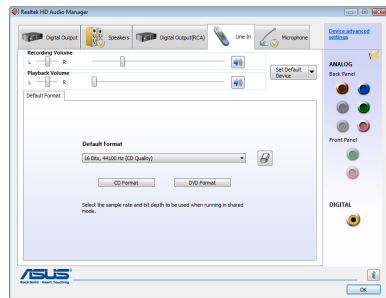 Realtek HD Audio Manager
Digital Output
Speakers
Digital Output(RCA)
Line In
Microphone
Device advanced
settings
Recording Volume
L
R
Playback Volume
L
R
Set Default
Device
Default Format
Default Format
16 Bits, 44100 Hz (CD Quality)
CD Format
DVD Format
Select the sample rate and bit depth to be used when running in shared
mode.
ANALOG
Back Panel
Front Panel
DIGITAL
ASUS
Rock Solid · Heart Touching
OK